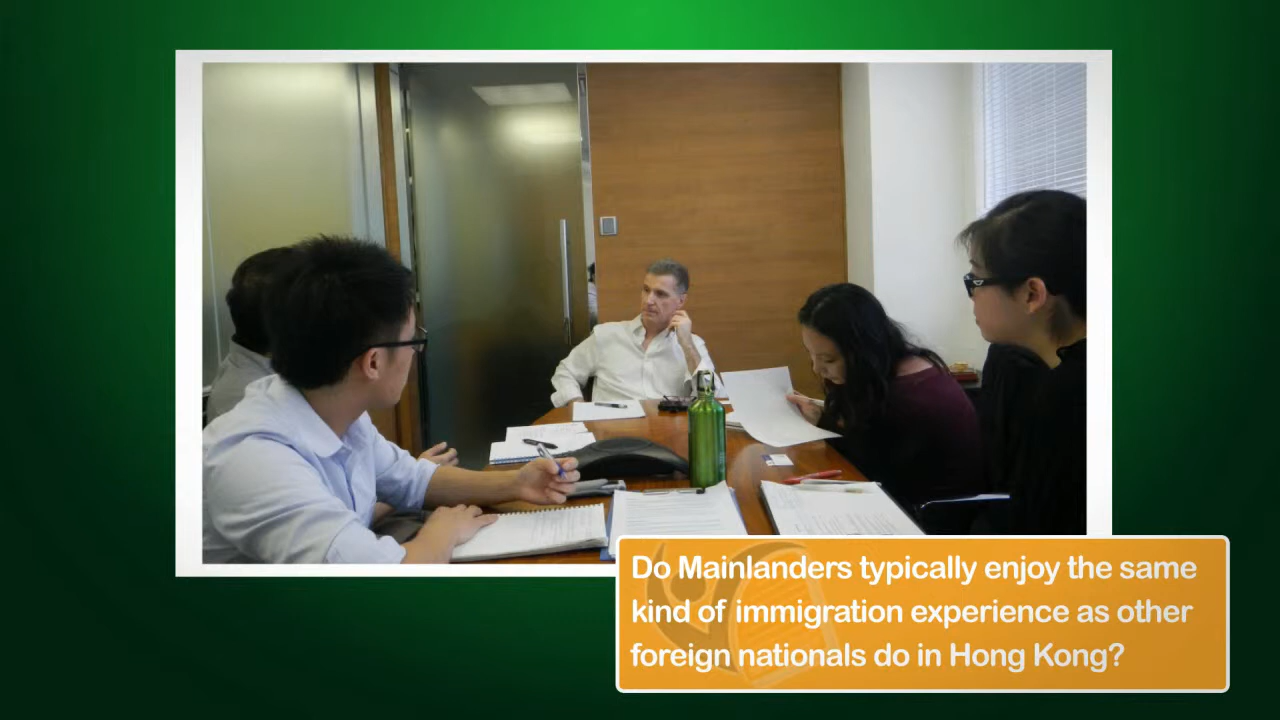 Do Mainlanders typically enjoy the same
kind of immigration experience as other
foreign nationals do in Hong Kong?